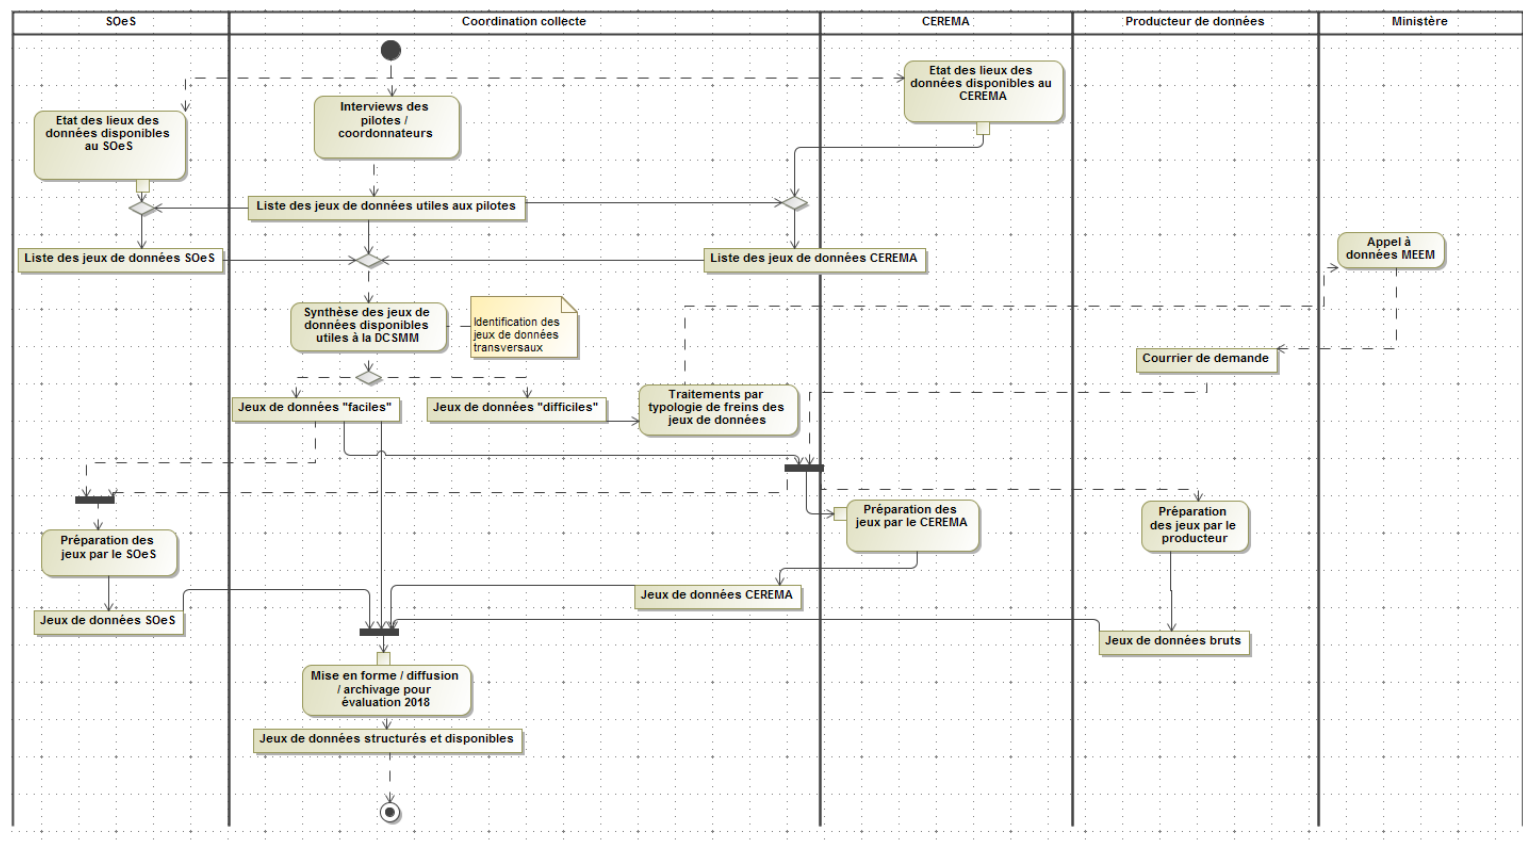 SOeS
Coordination collecte
CEREMA
Producteur de données
Ministère
Etat des lieux des
données disponibles au
CEREMA
Interviews des
pilotes /
coordonnateurs
Etat des lieux des
données disponibles
au SOeS
Liste des jeux de données utiles aux pilotes
Liste des jeux de données SOeS
Liste des jeux de données CEREMA
Appel à
données MEEM
Synthèse des jeux de
données disponibles
utiles à la DCSMM
Identification des
jeux de données
transversaux
Courrier de demande
Jeux de données "faciles"
Jeux de données "difficiles"
Traitements par
typologie de freins des
jeux de données
Préparation des
jeux par le CEREMA
Préparation
des jeux par le
producteur
Préparation des
jeux par le SOeS
Jeux de données CEREMA
Jeux de données SOeS
Jeux de données bruts
Mise en forme / diffusion
/ archivage pour
évaluation 2018
Jeux de données structurés et disponibles